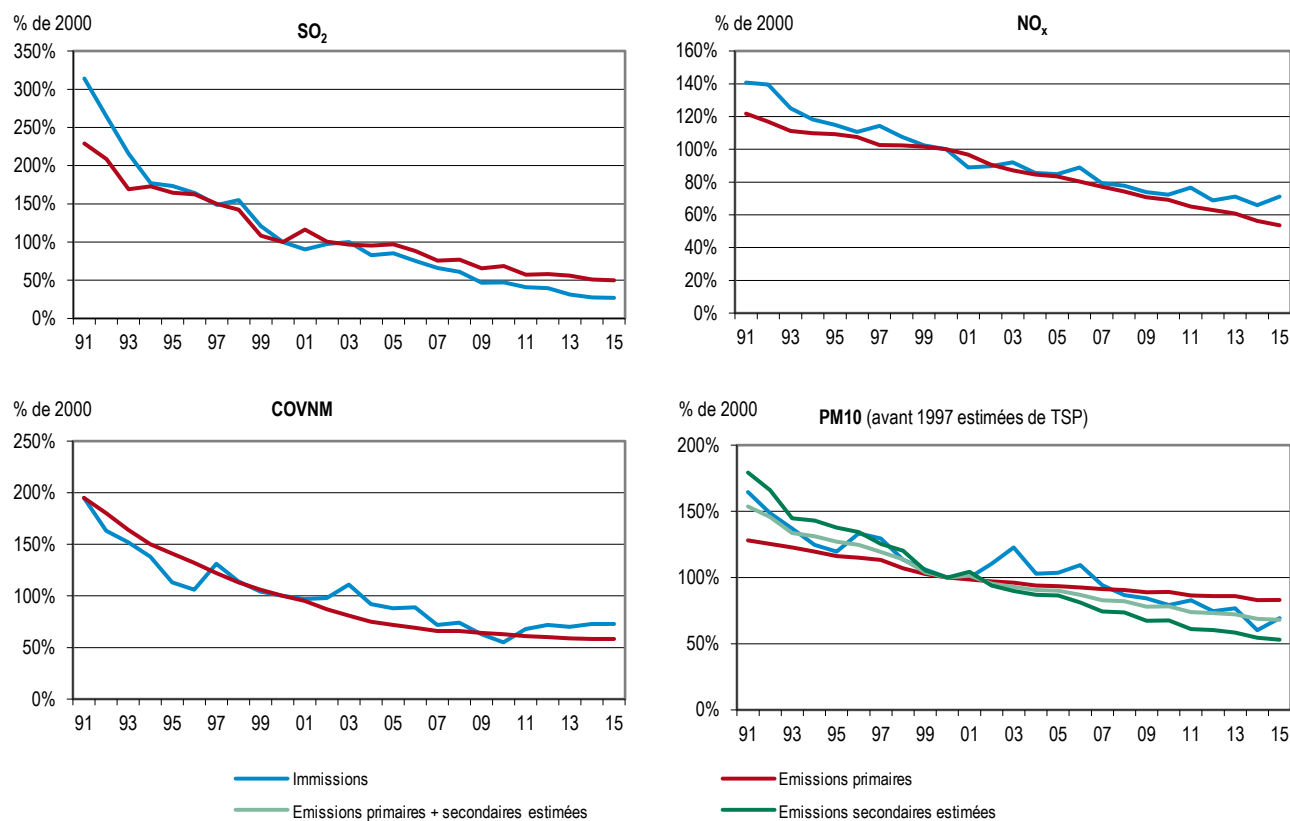 % de 2000
SO2
350%
300%
250%
200%
150%
100%
50%
0%
91 93 95 97 99 01 03 05 07 09 11 13 15
% de 2000
NOx
160%
140%
120%
100%
80%
60%
40%
20%
0%
91 93 95 97 99 01 03 05 07 09 11 13 15
% de 2000
COVNM
250%
200%
150%
100%
50%
0%
91 93 95 97 99 01 03 05 07 09 11 13 15
% de 2000
PM10 (avant 1997 estimées de TSP)
200%
150%
100%
50%
0%
91 93 95 97 99 01 03 05 07 09 11 13 15
Immissions
Emissions primaires
Emissions primaires + secondaires estimées
Emissions secondaires estimées